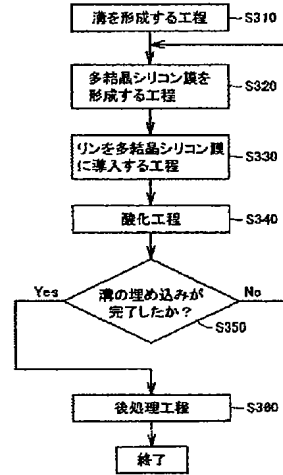 溝を形成する工程
S310
多結晶シリコン膜を
形成する工程
S320
リンを多結晶シリコン膜
に導入する工程
S330
酸化工程
S340
Yes
溝の埋め込みが
完了したか?
No
S350
後処理工程
S360
終了